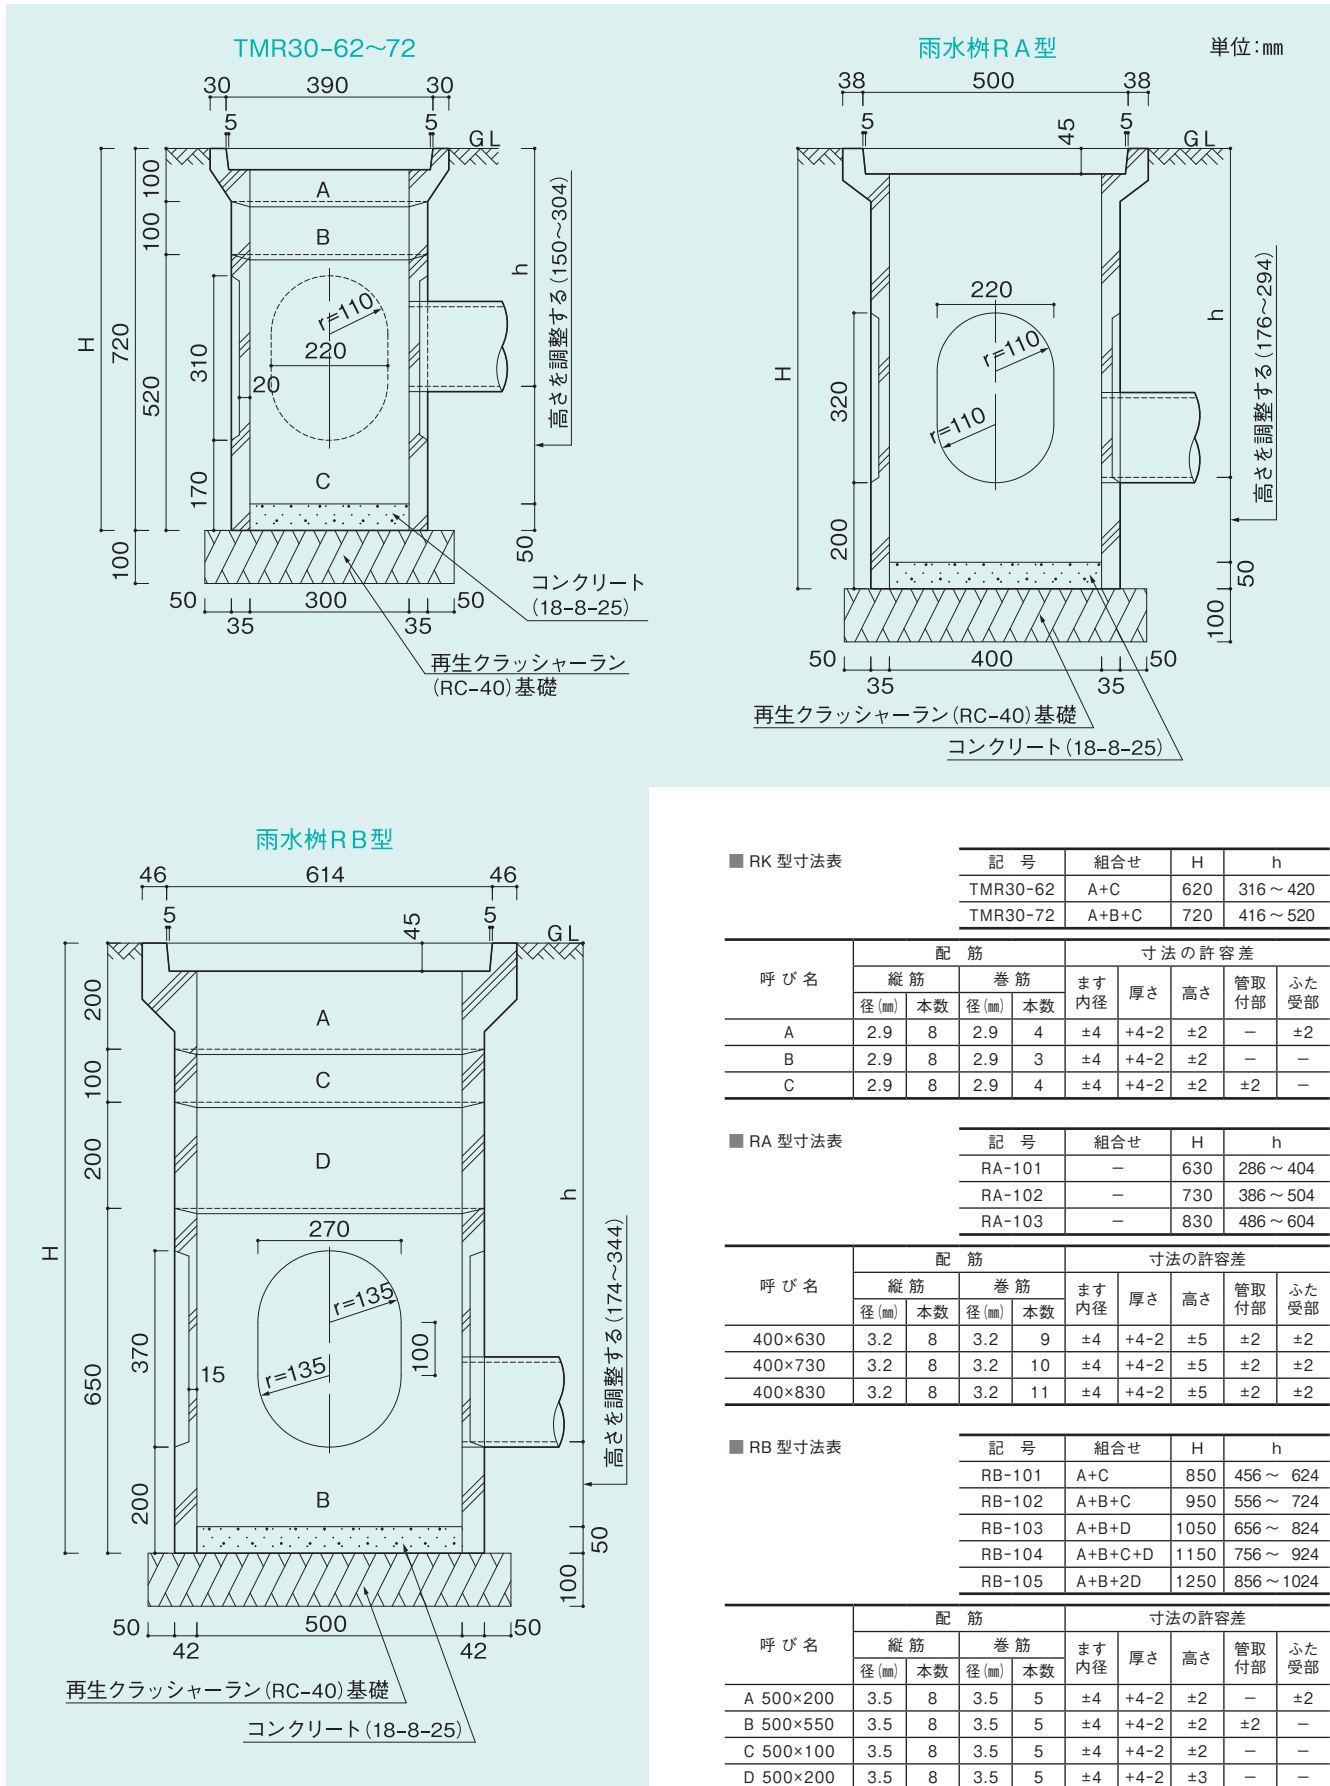 TMR30-62〜72
30 390 30
5 5
GL
100
100
H
720
520
310
170
100
A
B
r=110
220
20
C
h
高さを調整する(150〜304)
50
50 300 50
35 35
コンクリート
(18-8-25)
再生クラッシャーラン
(RC-40)基礎
雨水桝RA型
単位:㎜
38 500 38
5 5
45
GL
H
320
200
220
r=110
r=110
h
高さを調整する(176〜294)
50
100
50 400 50
35 35
再生クラッシャーラン(RC-40)基礎
コンクリート(18-8-25)
雨水桝RB型
46 614 46
5 5
45
GL
200
100
200
H
650
370
200
A
C
D
270
r=135
100
r=135
15
B
h
高さを調整する(174〜344)
50
100
50 500 50
42 42
再生クラッシャーラン(RC-40)基礎
コンクリート(18-8-25)
■ RK 型寸法表
記 号 組合せ H h
TMR30-62 A+C 620 316〜420
TMR30-72 A+B+C 720 416〜520
呼び名 配 筋 寸法の許容差
縦筋 巻筋 ます内径 厚さ 高さ 管取付部 ふた受部
径(㎜) 本数 径(㎜) 本数
A 2.9 8 2.9 4 ±4 +4-2 ±2 − ±2
B 2.9 8 2.9 3 ±4 +4-2 ±2 − −
C 2.9 8 2.9 4 ±4 +4-2 ±2 ±2 −
■ RA 型寸法表
記 号 組合せ H h
RA-101 − 630 286〜404
RA-102 − 730 386〜504
RA-103 − 830 486〜604
呼び名 配 筋 寸法の許容差
縦筋 巻筋 ます内径 厚さ 高さ 管取付部 ふた受部
径(㎜) 本数 径(㎜) 本数
400×630 3.2 8 3.2 9 ±4 +4-2 ±5 ±2 ±2
400×730 3.2 8 3.2 10 ±4 +4-2 ±5 ±2 ±2
400×830 3.2 8 3.2 11 ±4 +4-2 ±5 ±2 ±2
■ RB 型寸法表
記 号 組合せ H h
RB-101 A+C 850 456〜 624
RB-102 A+B+C 950 556〜 724
RB-103 A+B+D 1050 656〜 824
RB-104 A+B+C+D 1150 756〜 924
RB-105 A+B+2D 1250 856〜1024
呼び名 配 筋 寸法の許容差
縦筋 巻筋 ます内径 厚さ 高さ 管取付部 ふた受部
径(㎜) 本数 径(㎜) 本数
A 500×200 3.5 8 3.5 5 ±4 +4-2 ±2 − ±2
B 500×550 3.5 8 3.5 5 ±4 +4-2 ±2 ±2 −
C 500×100 3.5 8 3.5 5 ±4 +4-2 ±2 − −
D 500×200 3.5 8 3.5 5 ±4 +4-2 ±3 − −